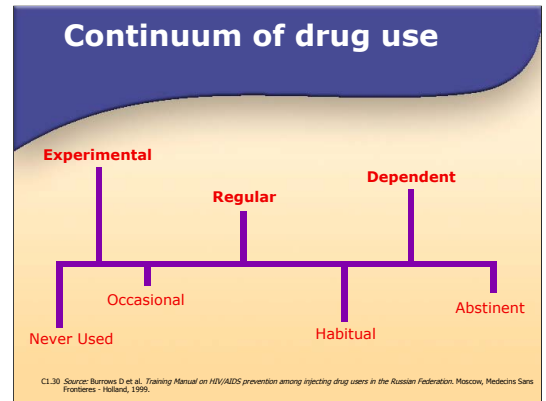 Continuum of drug use
Experimental
Regular
Dependent
Never Used
Occasional
Habitual
Abstinent
C1.30 Source: Burrows D et al. Training Manual on HIV/AIDS prevention among injecting drug users in the Russian Federation. Moscow, Medecins Sans
Frontieres - Holland, 1999.